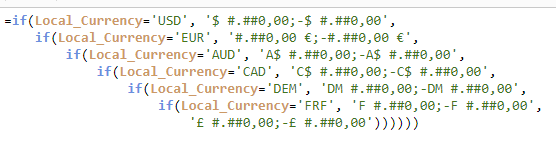 =if(Local_Currency='USD', '$ #.##0,00;-$ #.##0,00',
if(Local_Currency='EUR', '#.##0,00 €;-#.##0,00 €',
if(Local_Currency='AUD', 'A$ #.##0,00;-A$ #.##0,00',
if(Local_Currency='CAD', 'C$ #.##0,00;-C$ #.##0,00',
if(Local_Currency='DEM', 'DM #.##0,00;-DM #.##0,00',
if(Local_Currency='FRF', 'F #.##0,00;-F #.##0,00',
'£ #.##0,00;-£ #.##0,00'))))))